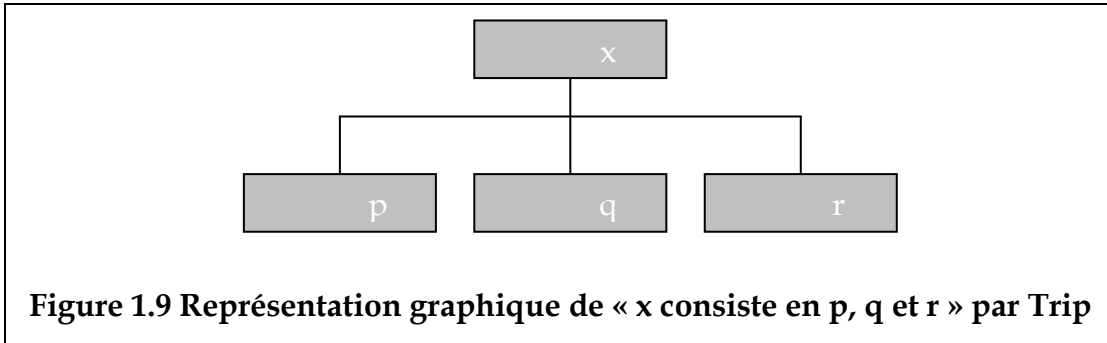 x
p q r
Figure 1.9 Représentation graphique de « x consiste en p, q et r » par Trip